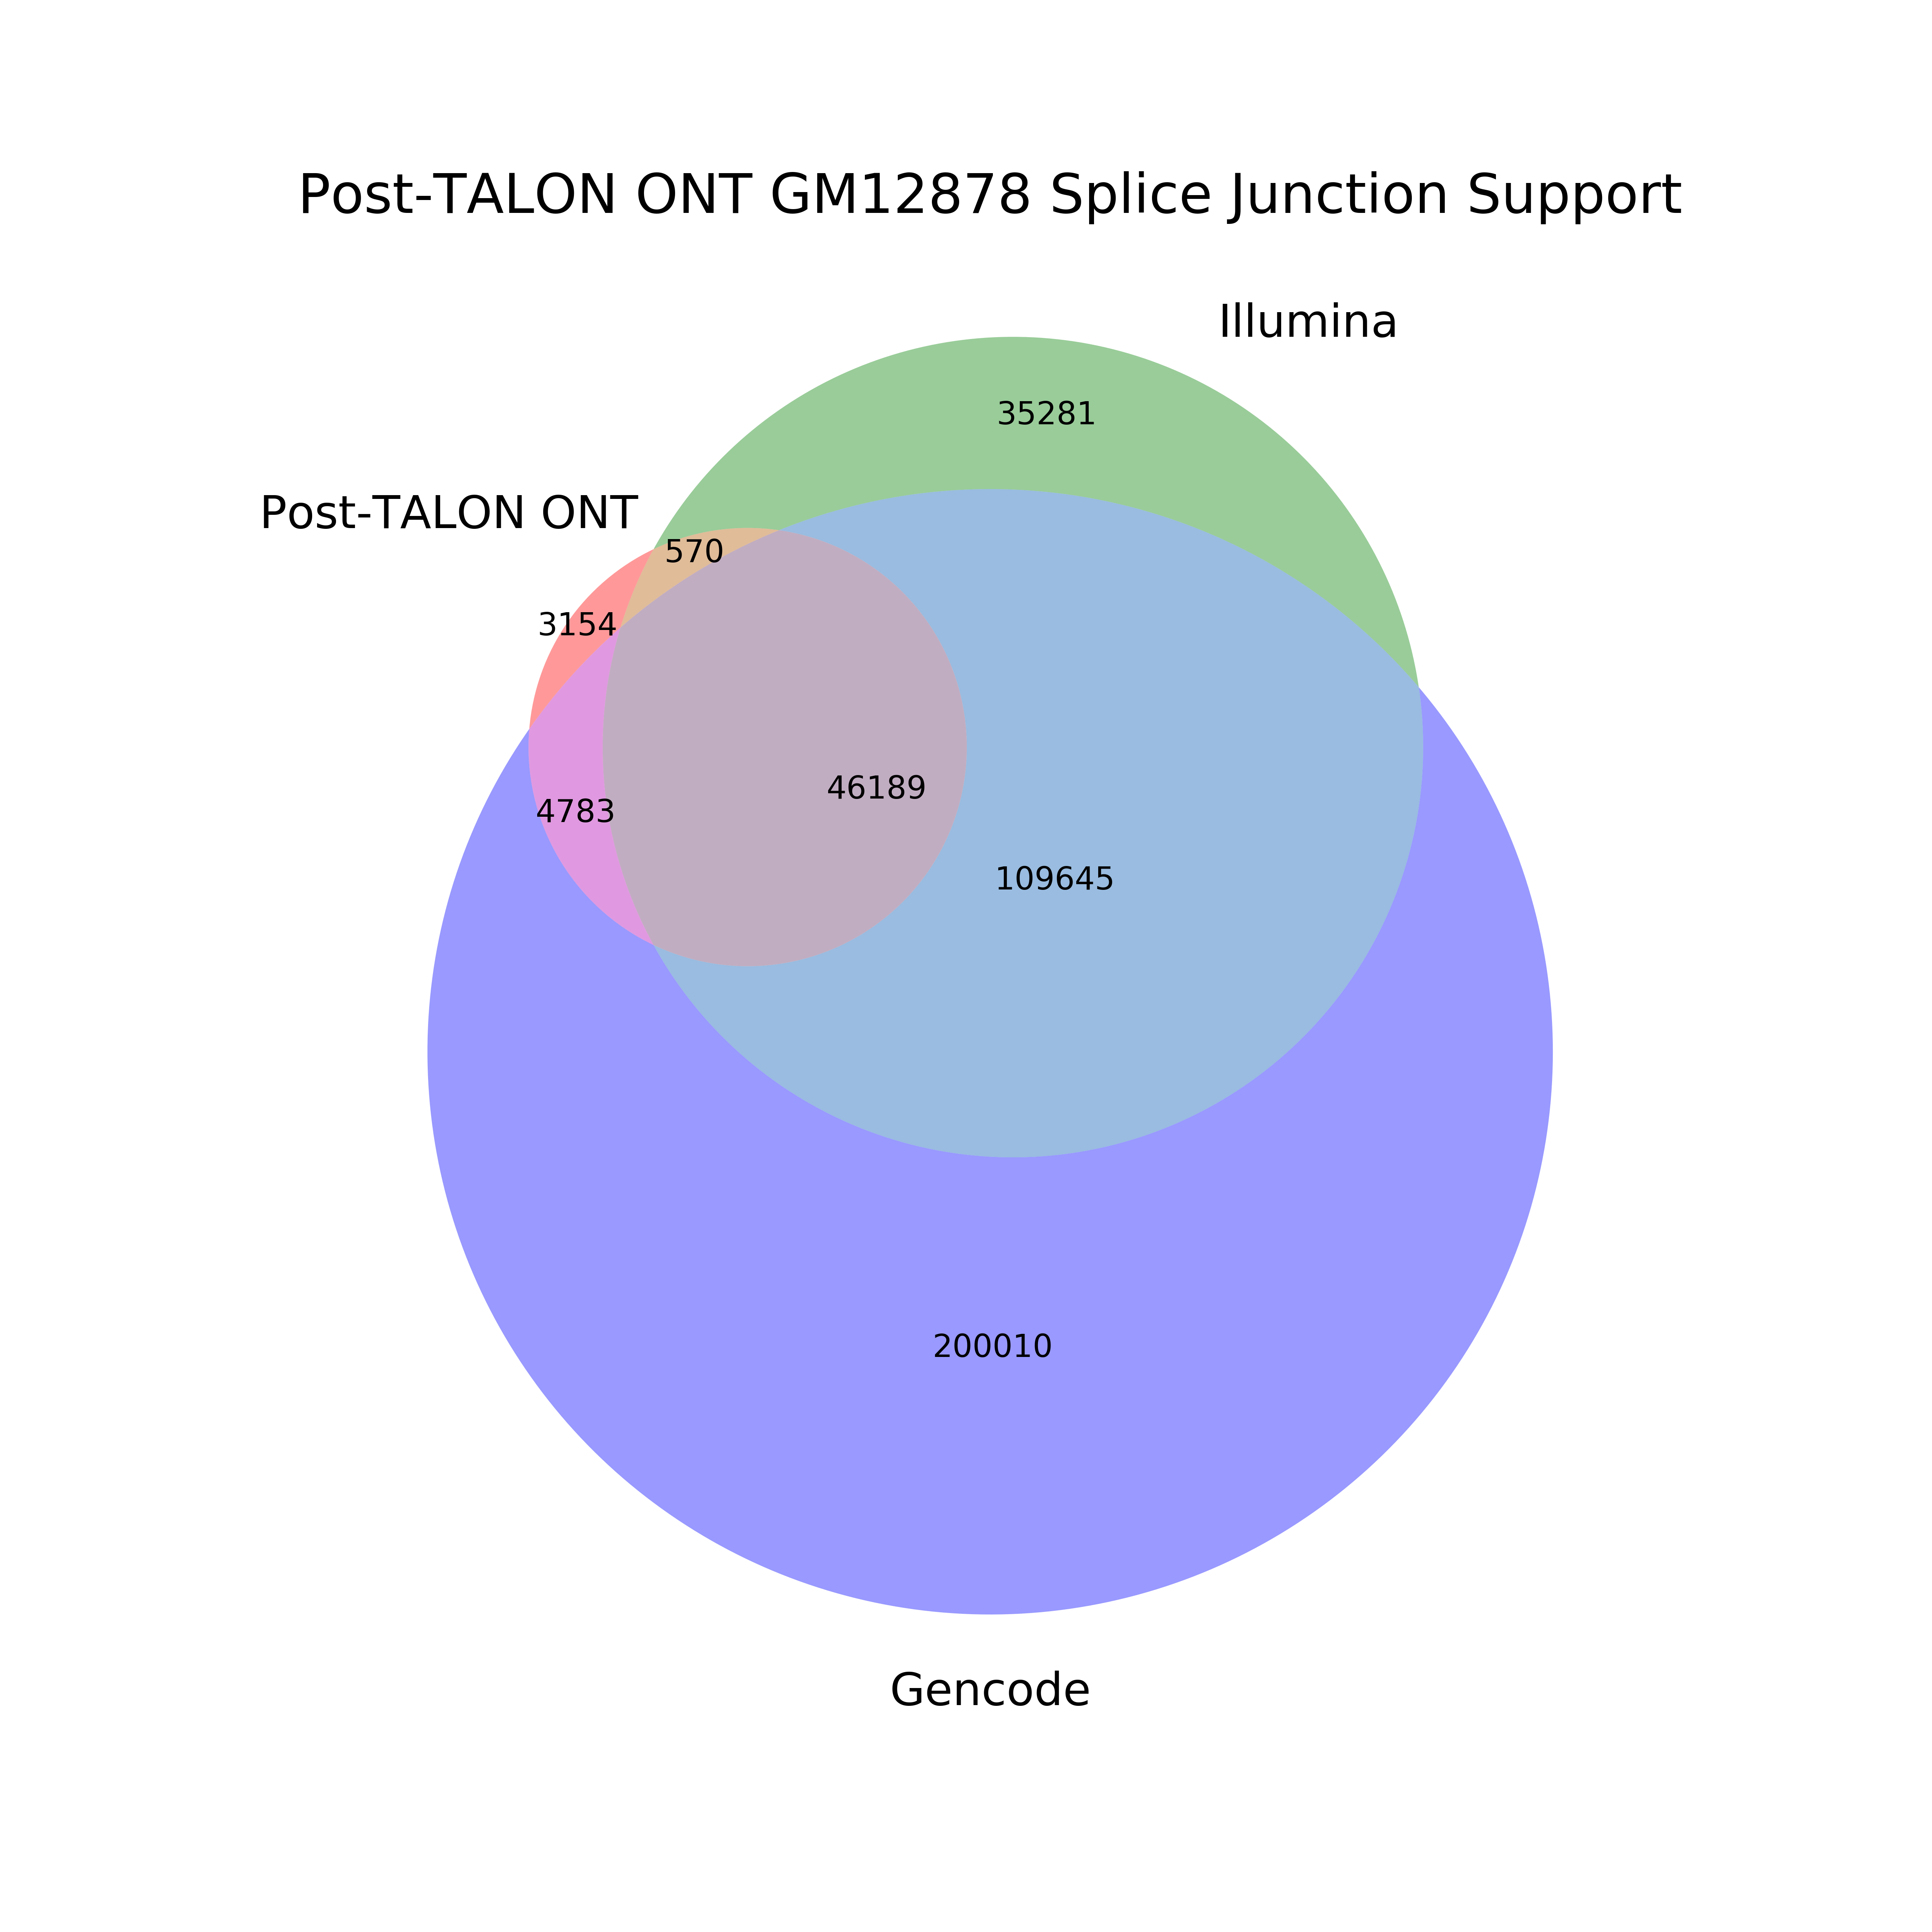 Post-TALON ONT GM12878 Splice Junction Support
Illumina
35281
Post-TALON ONT
570
3154
46189
4783
109645
200010
Gencode